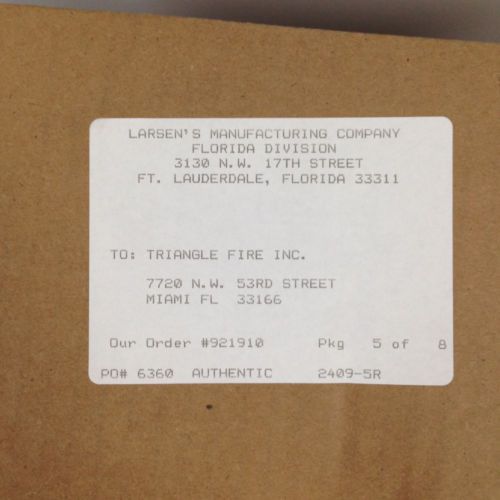 LARSEN'S MANUFACTURING COMPANY
FLORIDA DIVISION
3130 N.W. 17TH STREET
FT. LAUDERDALE, FLORIDA 33311
TO: TRIANGLE FIRE INC.
7720 N.W. 53RD STREET
MIAMI FL 33166
Our Order #921910 Pkg 5 of 8
PO# 6360 AUTHENTIC 2409-5R